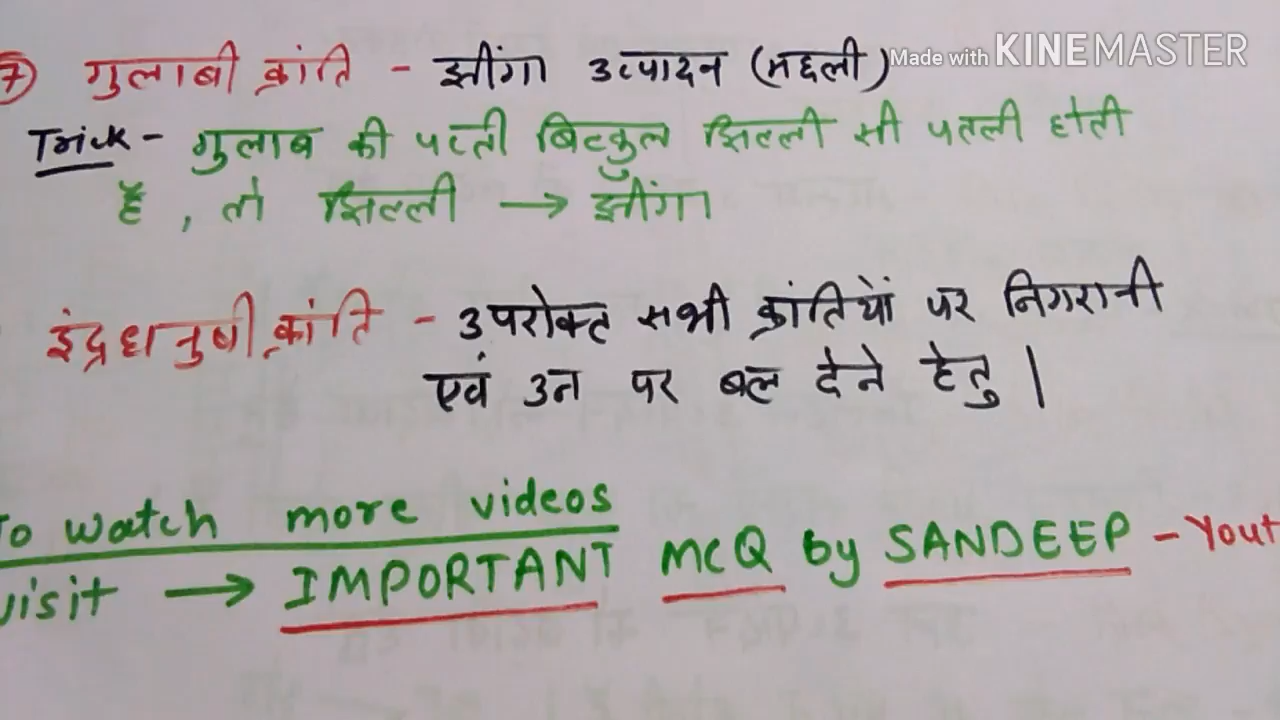 7) गुलाबी क्रांति - झींगा उत्पादन (मछली)
Made with KINEMASTER
Trick - गुलाब की पत्ती बिल्कुल झिल्ली सी पतली होती
है, तो झिल्ली → झींगा
इंद्रधनुषी क्रांति - उपरोक्त सभी क्रांतियों पर निगरानी
एवं उन पर बल देने हेतु |
To watch more videos
visit → IMPORTANT MCQ by SANDEEP - Yout